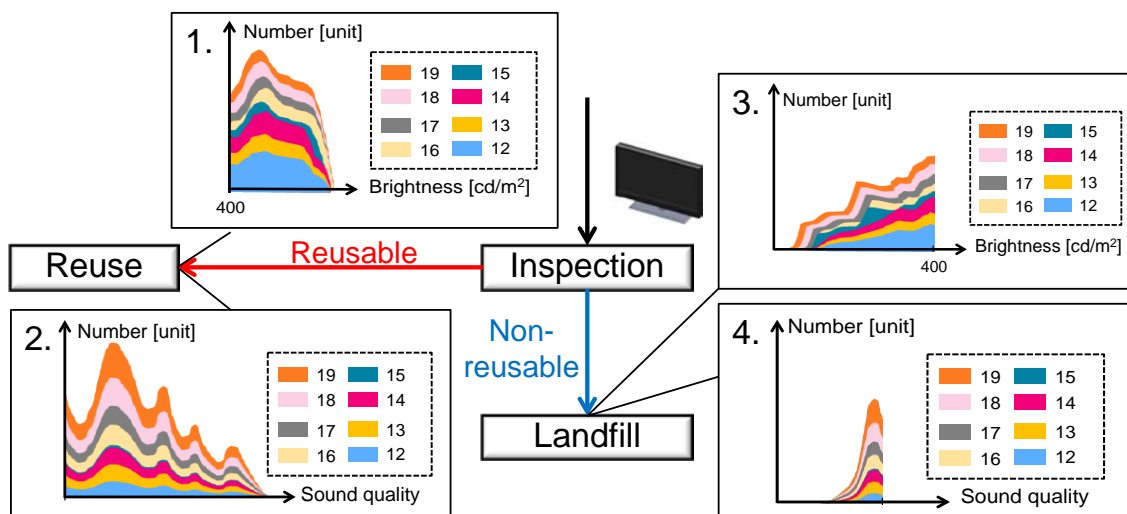 1.
Number [unit]
19 15
18 14
17 13
16 12
Brightness [cd/m²]
400
3.
Number [unit]
19 15
18 14
17 13
16 12
Brightness [cd/m²]
400
Reuse
Reusable
Inspection
2.
Number [unit]
19 15
18 14
17 13
16 12
Sound quality
Non-
reusable
Landfill
4.
Number [unit]
19 15
18 14
17 13
16 12
Sound quality